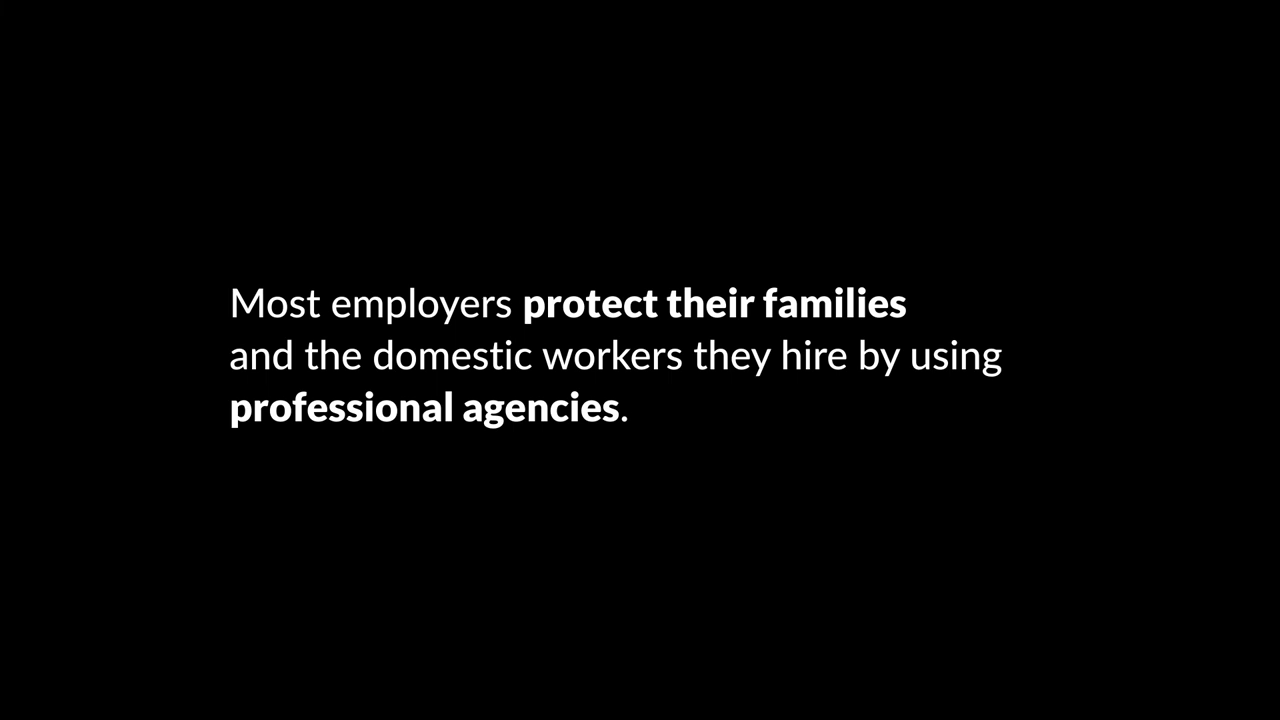 Most employers protect their families
and the domestic workers they hire by using
professional agencies.